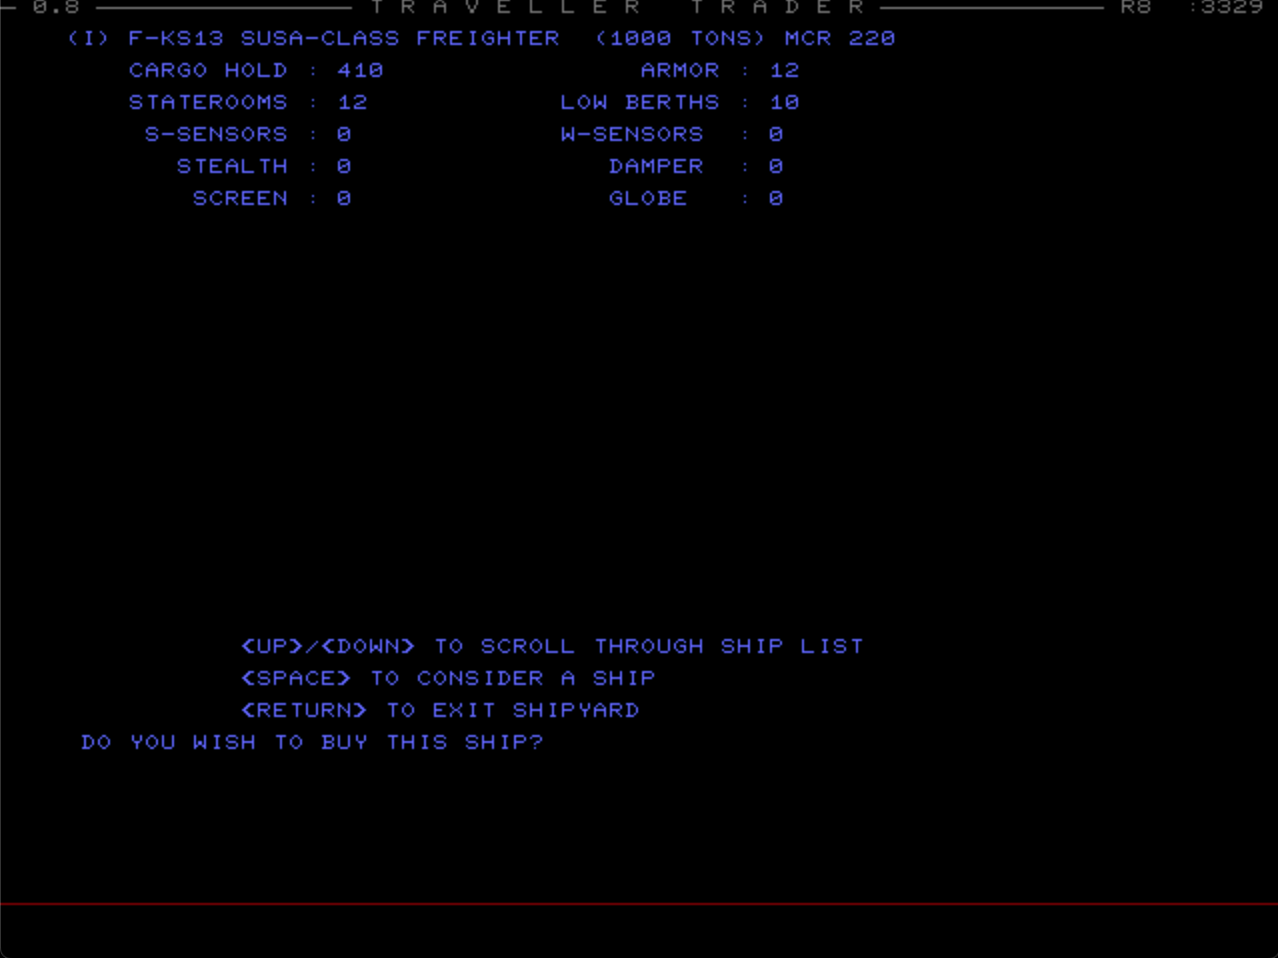 0.8 TRAVELLER TRADER R8 :3329
(I) F-KS13 SUSA-CLASS FREIGHTER (1000 TONS) MCR 220
CARGO HOLD : 410 ARMOR : 12
STATEROOMS : 12 LOW BERTHS : 10
S-SENSORS : 0 W-SENSORS : 0
STEALTH : 0 DAMPER : 0
SCREEN : 0 GLOBE : 0
<UP>/<DOWN> TO SCROLL THROUGH SHIP LIST
<SPACE> TO CONSIDER A SHIP
<RETURN> TO EXIT SHIPYARD
DO YOU WISH TO BUY THIS SHIP?